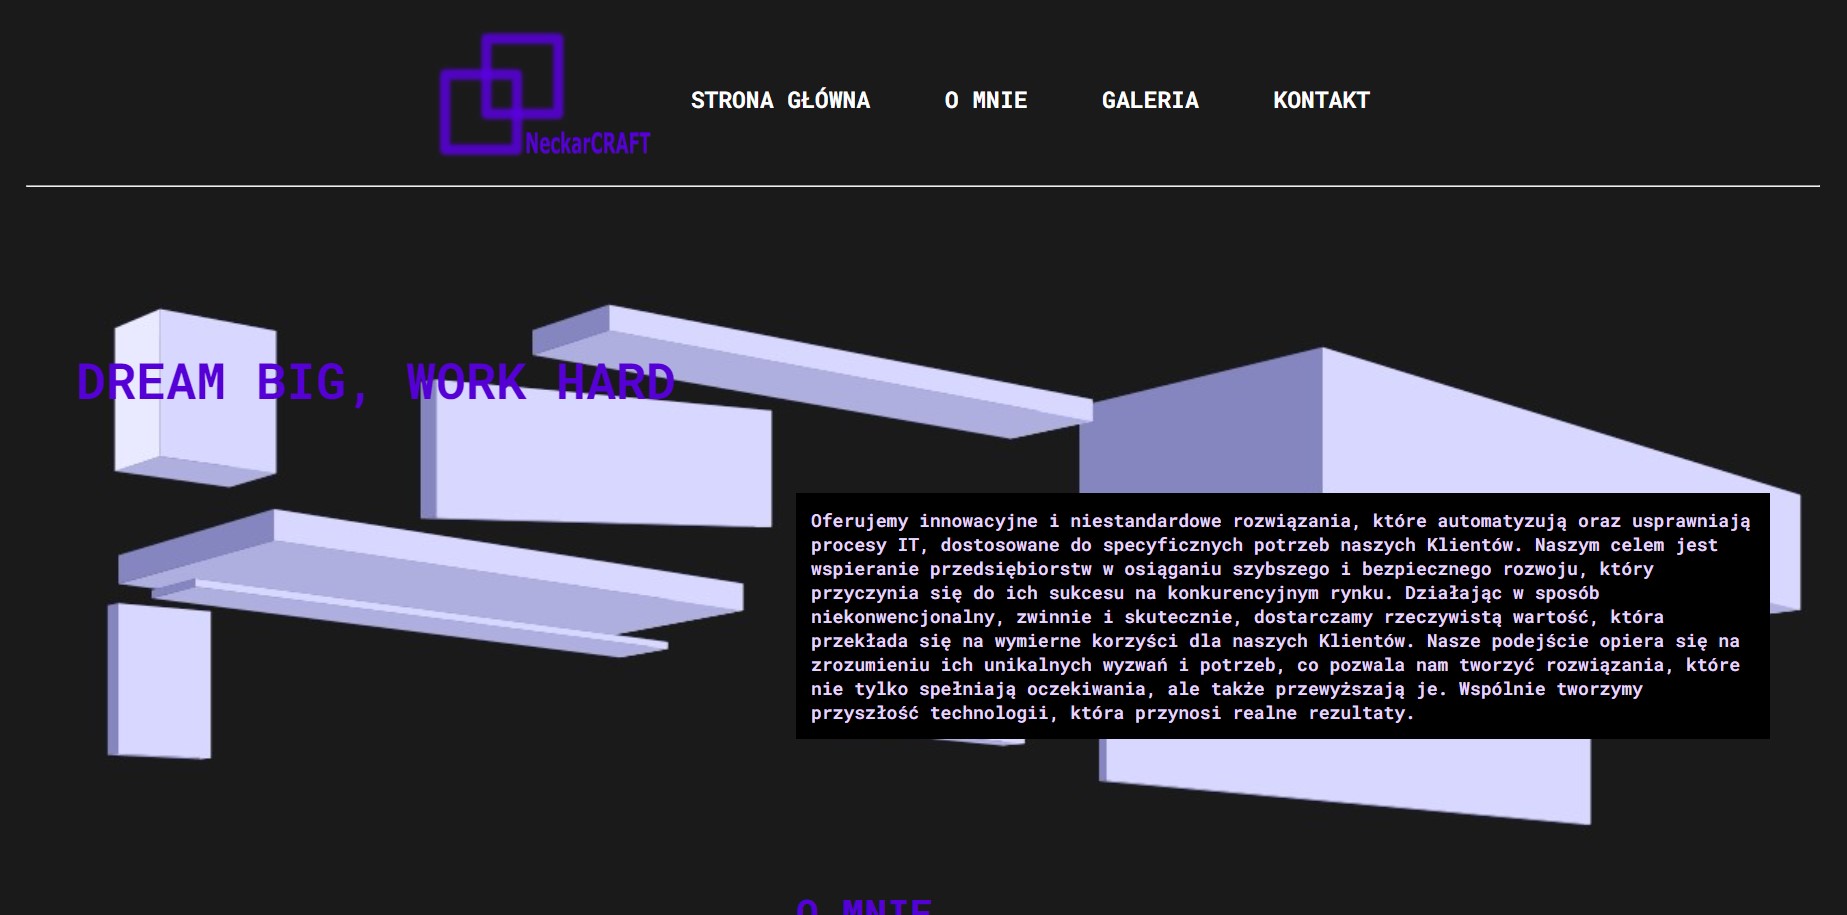 NeckarCRAFT
STRONA GŁÓWNA
O MNIE
GALERIA
KONTAKT
DREAM BIG, WORK HARD
Oferujemy innowacyjne i niestandardowe rozwiązania, które automatyzują oraz usprawniają
procesy IT, dostosowane do specyficznych potrzeb naszych Klientów. Naszym celem jest
wspieranie przedsiębiorstw w osiąganiu szybszego i bezpiecznego rozwoju, który
przyczynia się do ich sukcesu na konkurencyjnym rynku. Działając w sposób
niekonwencjonalny, zwinnie i skutecznie, dostarczamy rzeczywistą wartość, która
przekłada się na wymierne korzyści dla naszych Klientów. Nasze podejście opiera się na
zrozumieniu ich unikalnych wyzwań i potrzeb, co pozwala nam tworzyć rozwiązania, które
nie tylko spełniają oczekiwania, ale także przewyższają je. Wspólnie tworzymy
przyszłość technologii, która przynosi realne rezultaty.
O MNIE